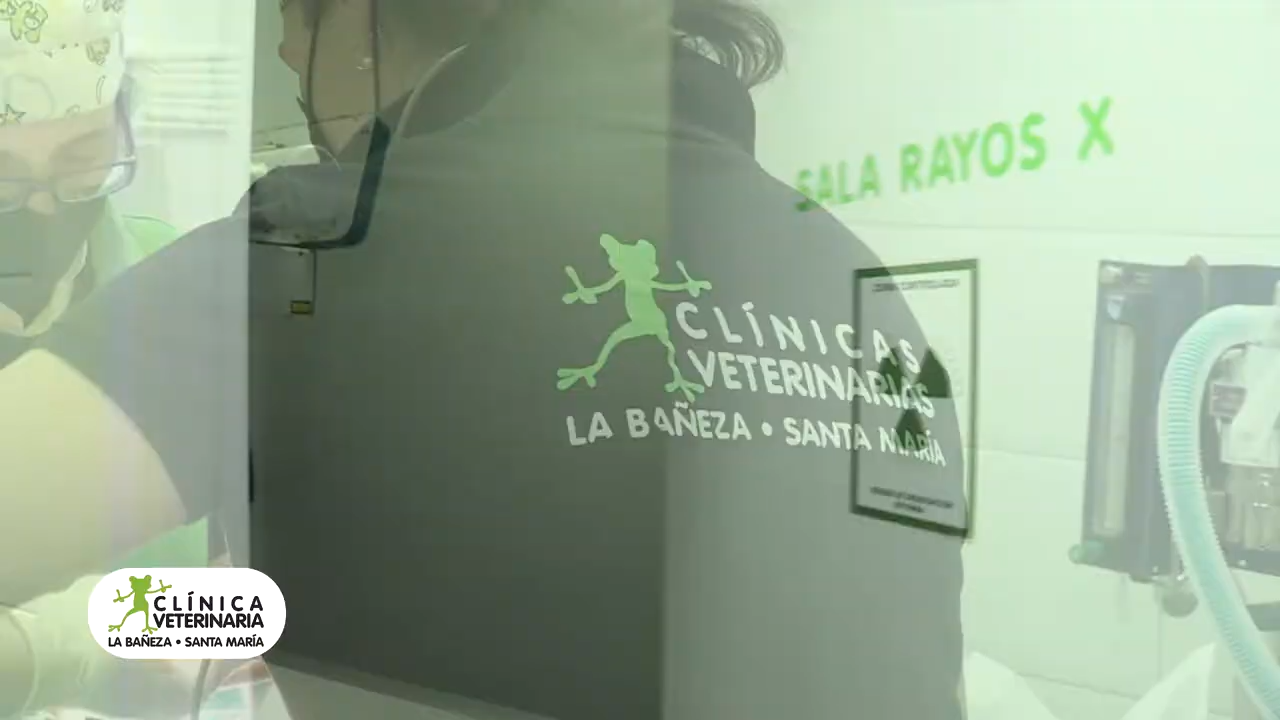 SALA RAYOS X
CLÍNICAS
VETERINARIAS
LA BAÑEZA • SANTA MARÍA
CLÍNICA
VETERINARIA
LA BAÑEZA • SANTA MARÍA